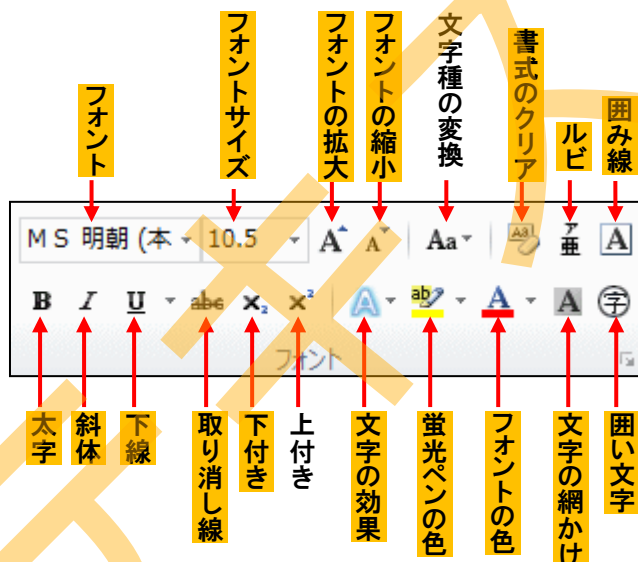 フォント
フォントサイズ
フォントの拡大
フォントの縮小
文字種の変換
書式のクリア
ルビ
囲み線
ＭＳ 明朝 (本
10.5
A
A
Aa
Aa
ア
亜
A
B
I
U
abc
x₂
x²
A
ab
A
A
字
フォント
太字
斜体
下線
取り消し線
下付き
上付き
文字の効果
蛍光ペンの色
フォントの色
文字の網かけ
囲い文字